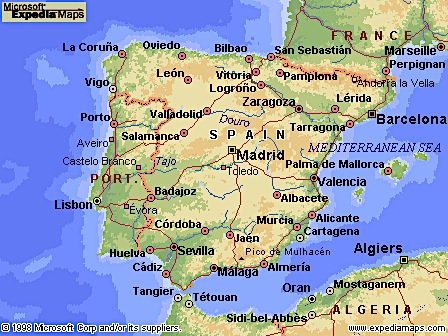 Microsoft
Expedia Maps
FRANCE
Marseille
Oviedo
Bilbao
San Sebastián
La Coruña
Perpignan
León
Vitoria
Pamplona
Andorra la Vella
Vigo
Logroño
Zaragoza
Lérida
Porto
Valladolid
Douro
Barcelona
Salamanca
SPAIN
Tarragona
Aveiro
MEDITERRANEAN SEA
Castelo Branco
Tajo
Madrid
Palma de Mallorca
PORT.
Toledo
Valencia
Badajoz
Lisbon
Évora
Albacete
Córdoba
Murcia
Alicante
Jaén
Cartagena
Huelva
Sevilla
Pico de Mulhacén
Algiers
Cádiz
Málaga
Almería
Tangier
Tétouan
Oran
Mostaganem
Sidi-bel-Abbès
ALGERIA
© 1998 Microsoft Corp and/or its suppliers.
www.expediamaps.com